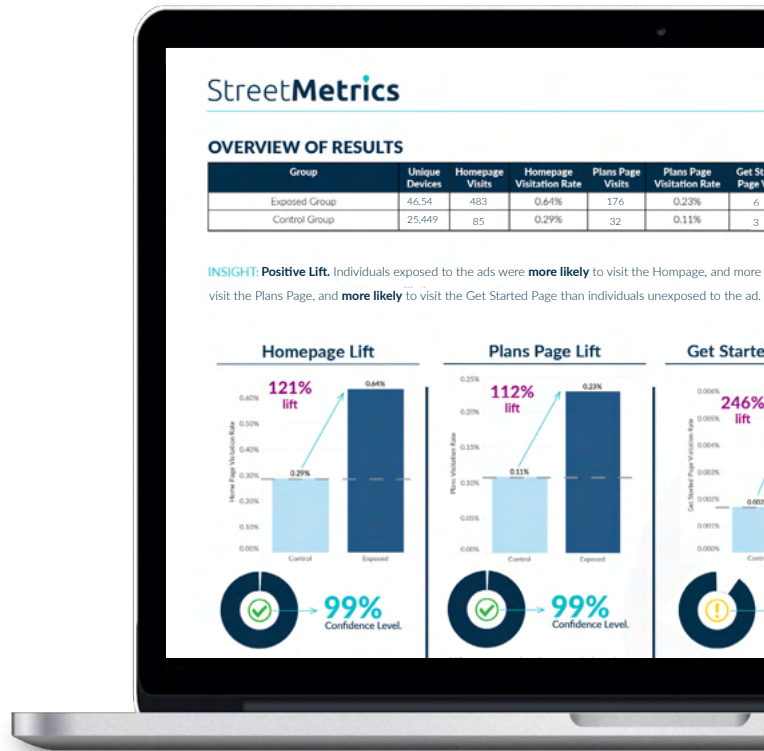 StreetMetrics
OVERVIEW OF RESULTS
Group Unique Devices Homepage Visits Homepage Visitation Rate Plans Page Visits Plans Page Visitation Rate Get St Page V
Exposed Group 46,54 483 0.64% 176 0.23% 6
Control Group 25,449 85 0.29% 32 0.11% 3
INSIGHT: Positive Lift. Individuals exposed to the ads were more likely to visit the Hompage, and more
visit the Plans Page, and more likely to visit the Get Started Page than individuals unexposed to the ad.
Homepage Lift
121%
lift
Home Page Visitation Rate
0.60%
0.50%
0.40%
0.30%
0.20%
0.10%
0.00%
0.29%
0.64%
Control Exposed
99%
Confidence Level.
Plans Page Lift
112%
lift
Plans Visitation Rate
0.25%
0.20%
0.15%
0.10%
0.05%
0.00%
0.11%
0.23%
Control Exposed
99%
Confidence Level.
Get Starte
246%
lift
Get Started Page Visitation Rate
0.006%
0.005%
0.004%
0.003%
0.002%
0.001%
0.000%
0.002
Contr